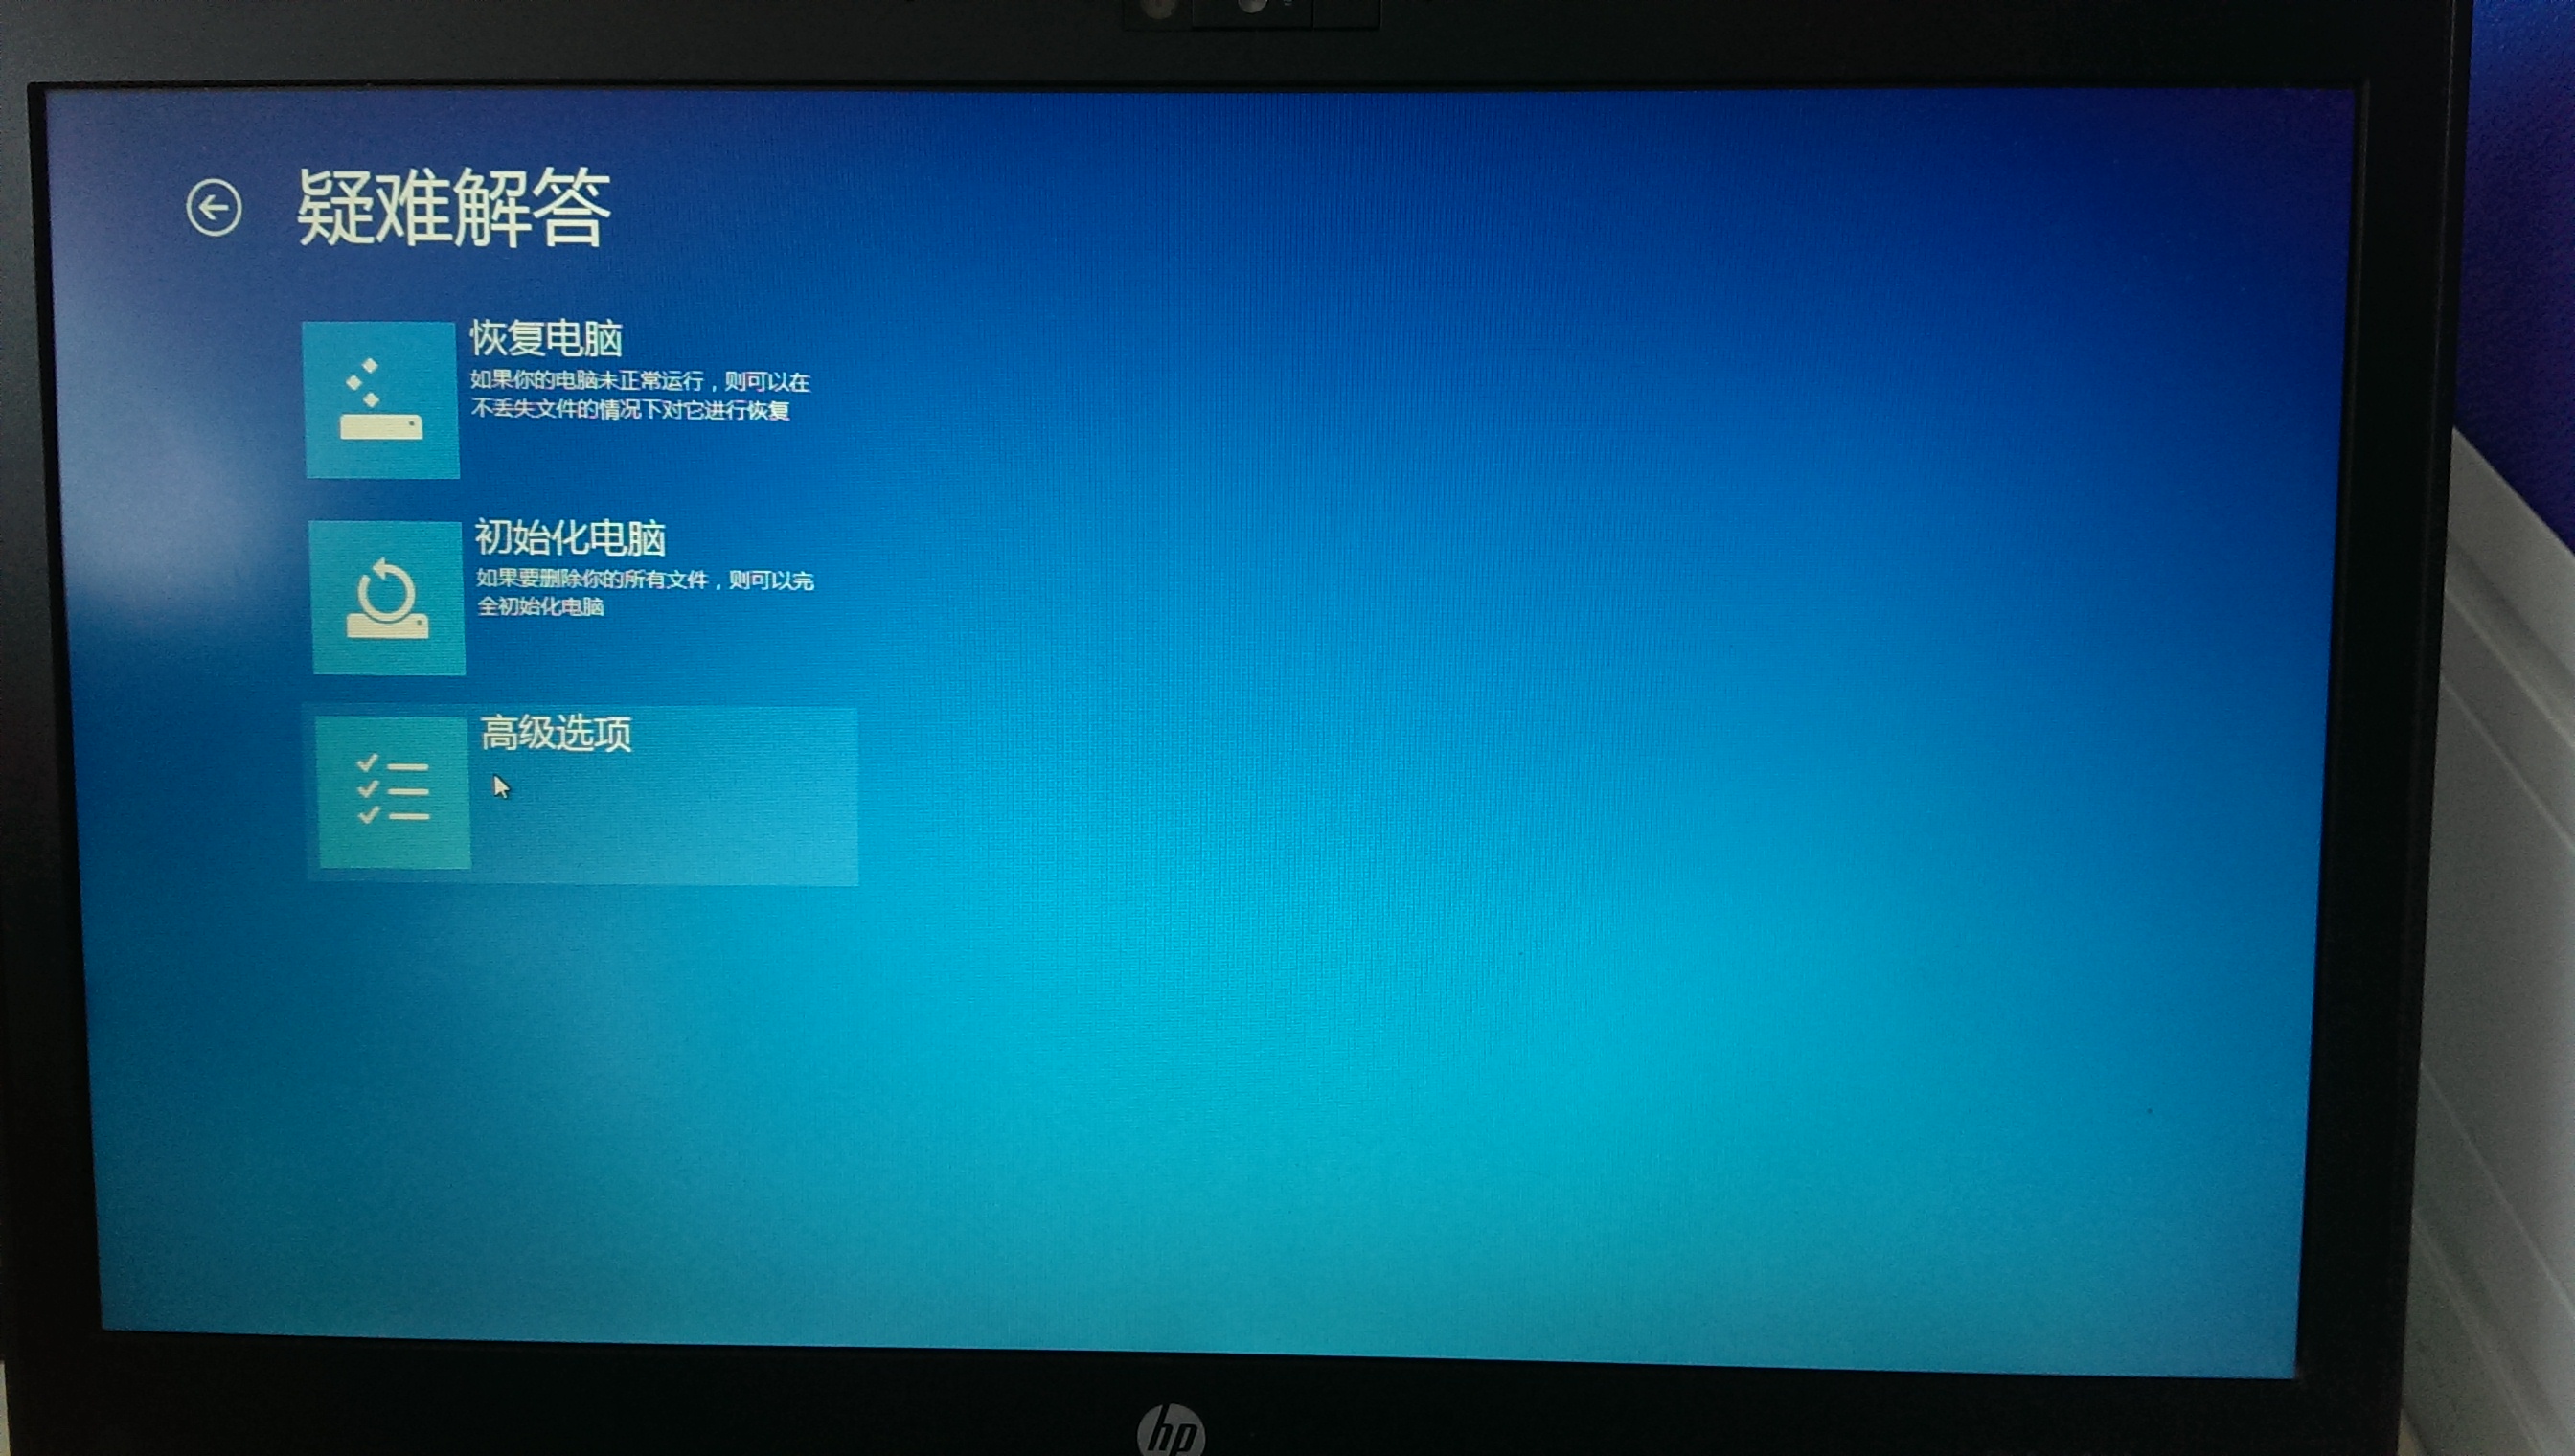 疑难解答
恢复电脑
如果你的电脑未正常运行，则可以在
不丢失文件的情况下对它进行恢复
初始化电脑
如果要删除你的所有文件，则可以完
全初始化电脑
高级选项
hp